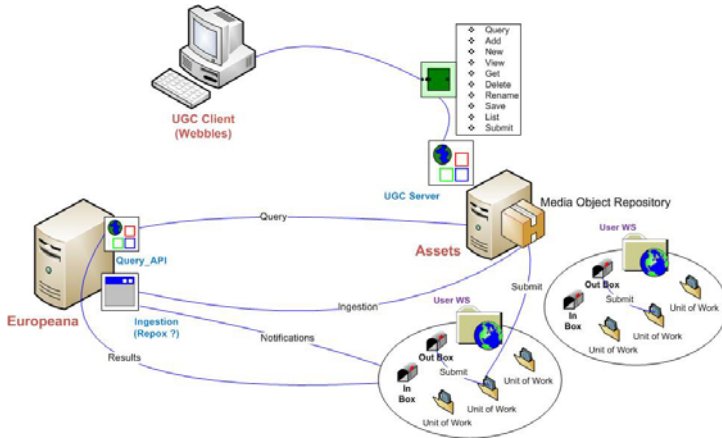 Query
Add
New
View
Get
Delete
Rename
Save
List
Submit
UGC Client
(Webbles)
UGC Server
Media Object Repository
Query
Assets
User WS
Query_API
Out Box
Submit
Unit of Work
In
Box
Submit
Unit of Work
Unit of Work
Europeana
Ingestion
(Repox ?)
Ingestion
User WS
Notifications
Results
Out Box
Submit
Unit of Work
In
Box
Unit of Work
Unit of Work